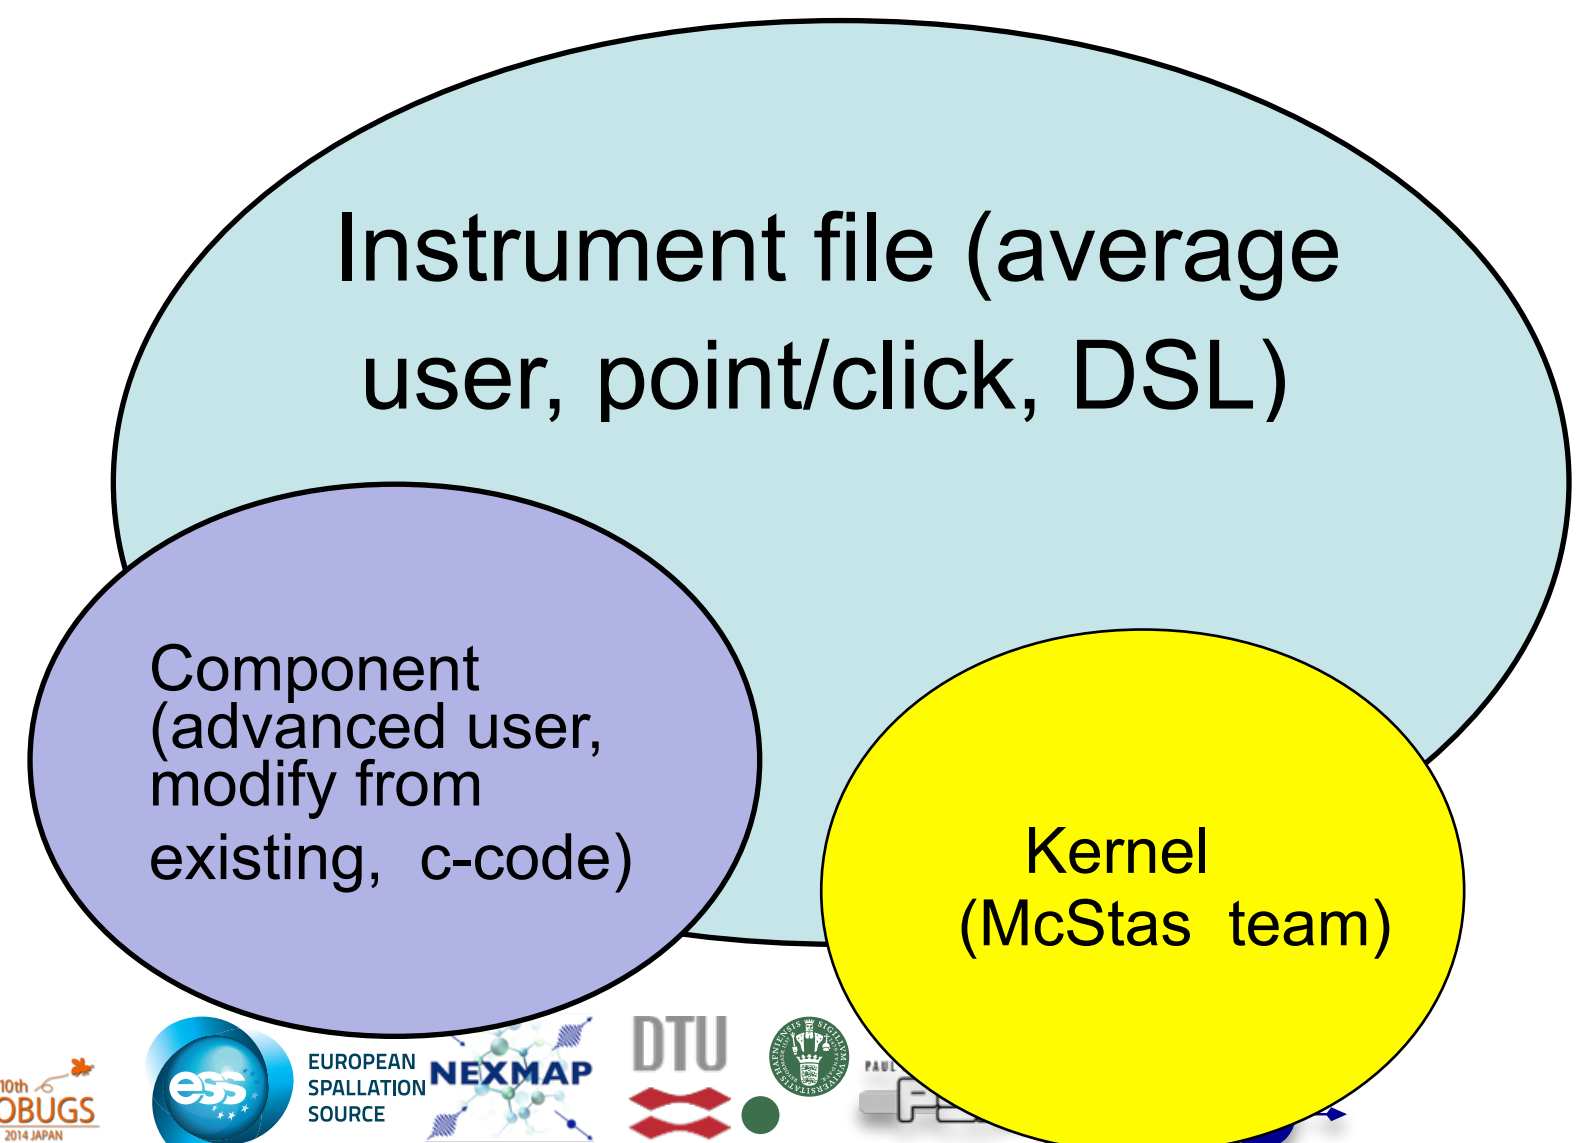 Instrument file (average
user, point/click, DSL)
Component
(advanced user,
modify from
existing, c-code)
Kernel
(McStas team)
10th
OBUGS
2014 JAPAN
ess
EUROPEAN
SPALLATION
SOURCE
NEXMAP
DTU
PAUL